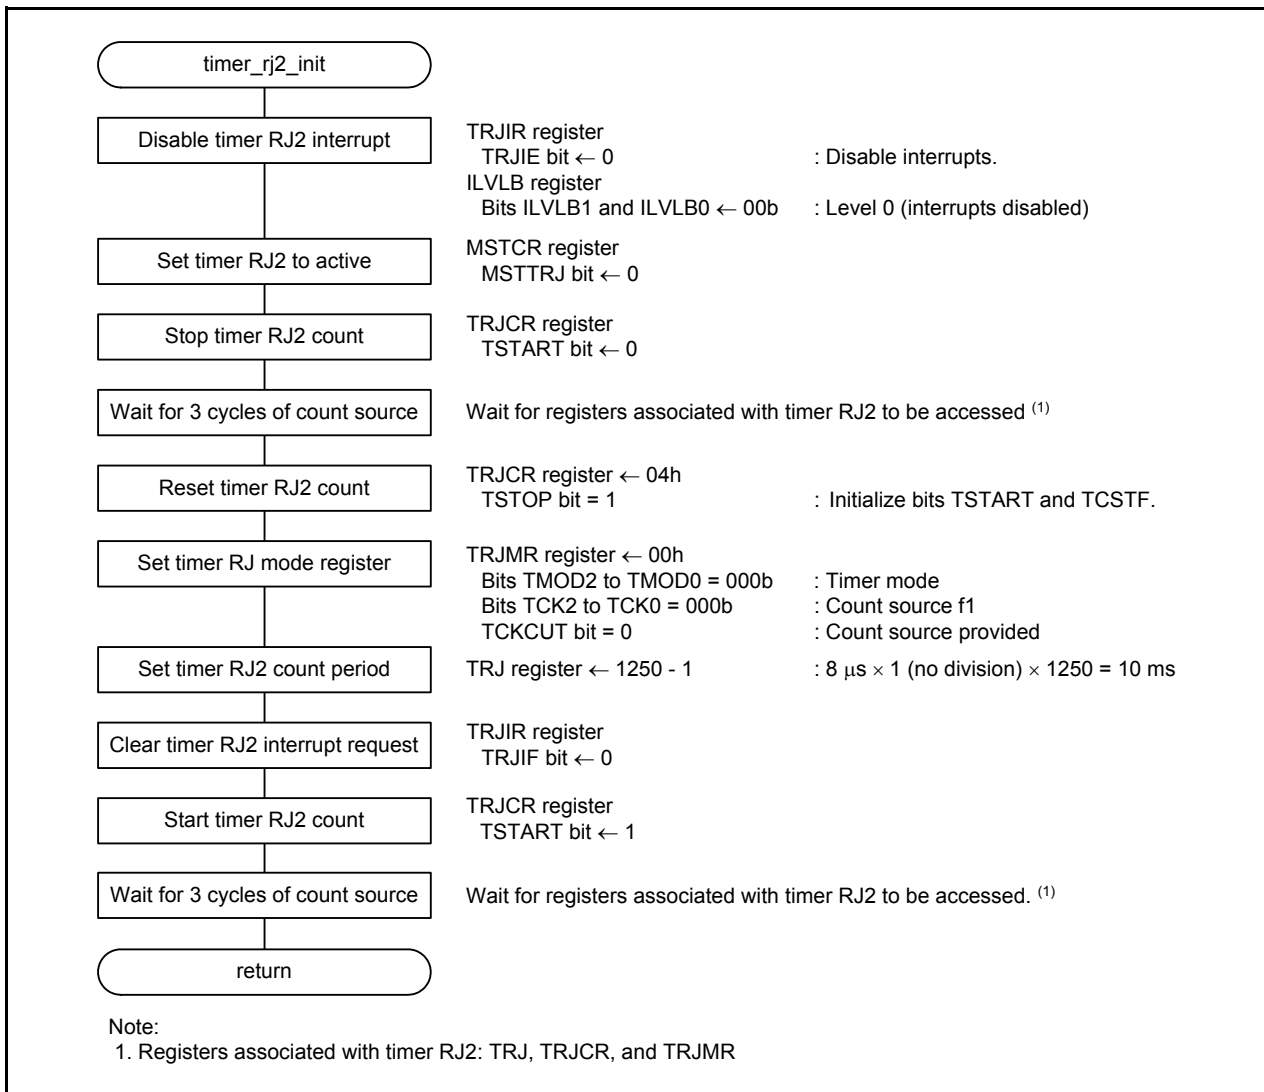 timer_rj2_init
Disable timer RJ2 interrupt
TRJIR register
TRJIE bit ← 0 : Disable interrupts.
ILVLB register
Bits ILVLB1 and ILVLB0 ← 00b : Level 0 (interrupts disabled)
Set timer RJ2 to active
MSTCR register
MSTTRJ bit ← 0
Stop timer RJ2 count
TRJCR register
TSTART bit ← 0
Wait for 3 cycles of count source
Wait for registers associated with timer RJ2 to be accessed (1)
Reset timer RJ2 count
TRJCR register ← 04h
TSTOP bit = 1 : Initialize bits TSTART and TCSTF.
Set timer RJ mode register
TRJMR register ← 00h
Bits TMOD2 to TMOD0 = 000b : Timer mode
Bits TCK2 to TCK0 = 000b : Count source f1
TCKCUT bit = 0 : Count source provided
Set timer RJ2 count period
TRJ register ← 1250 - 1 : 8 μs × 1 (no division) × 1250 = 10 ms
Clear timer RJ2 interrupt request
TRJIR register
TRJIF bit ← 0
Start timer RJ2 count
TRJCR register
TSTART bit ← 1
Wait for 3 cycles of count source
Wait for registers associated with timer RJ2 to be accessed. (1)
return
Note:
1. Registers associated with timer RJ2: TRJ, TRJCR, and TRJMR